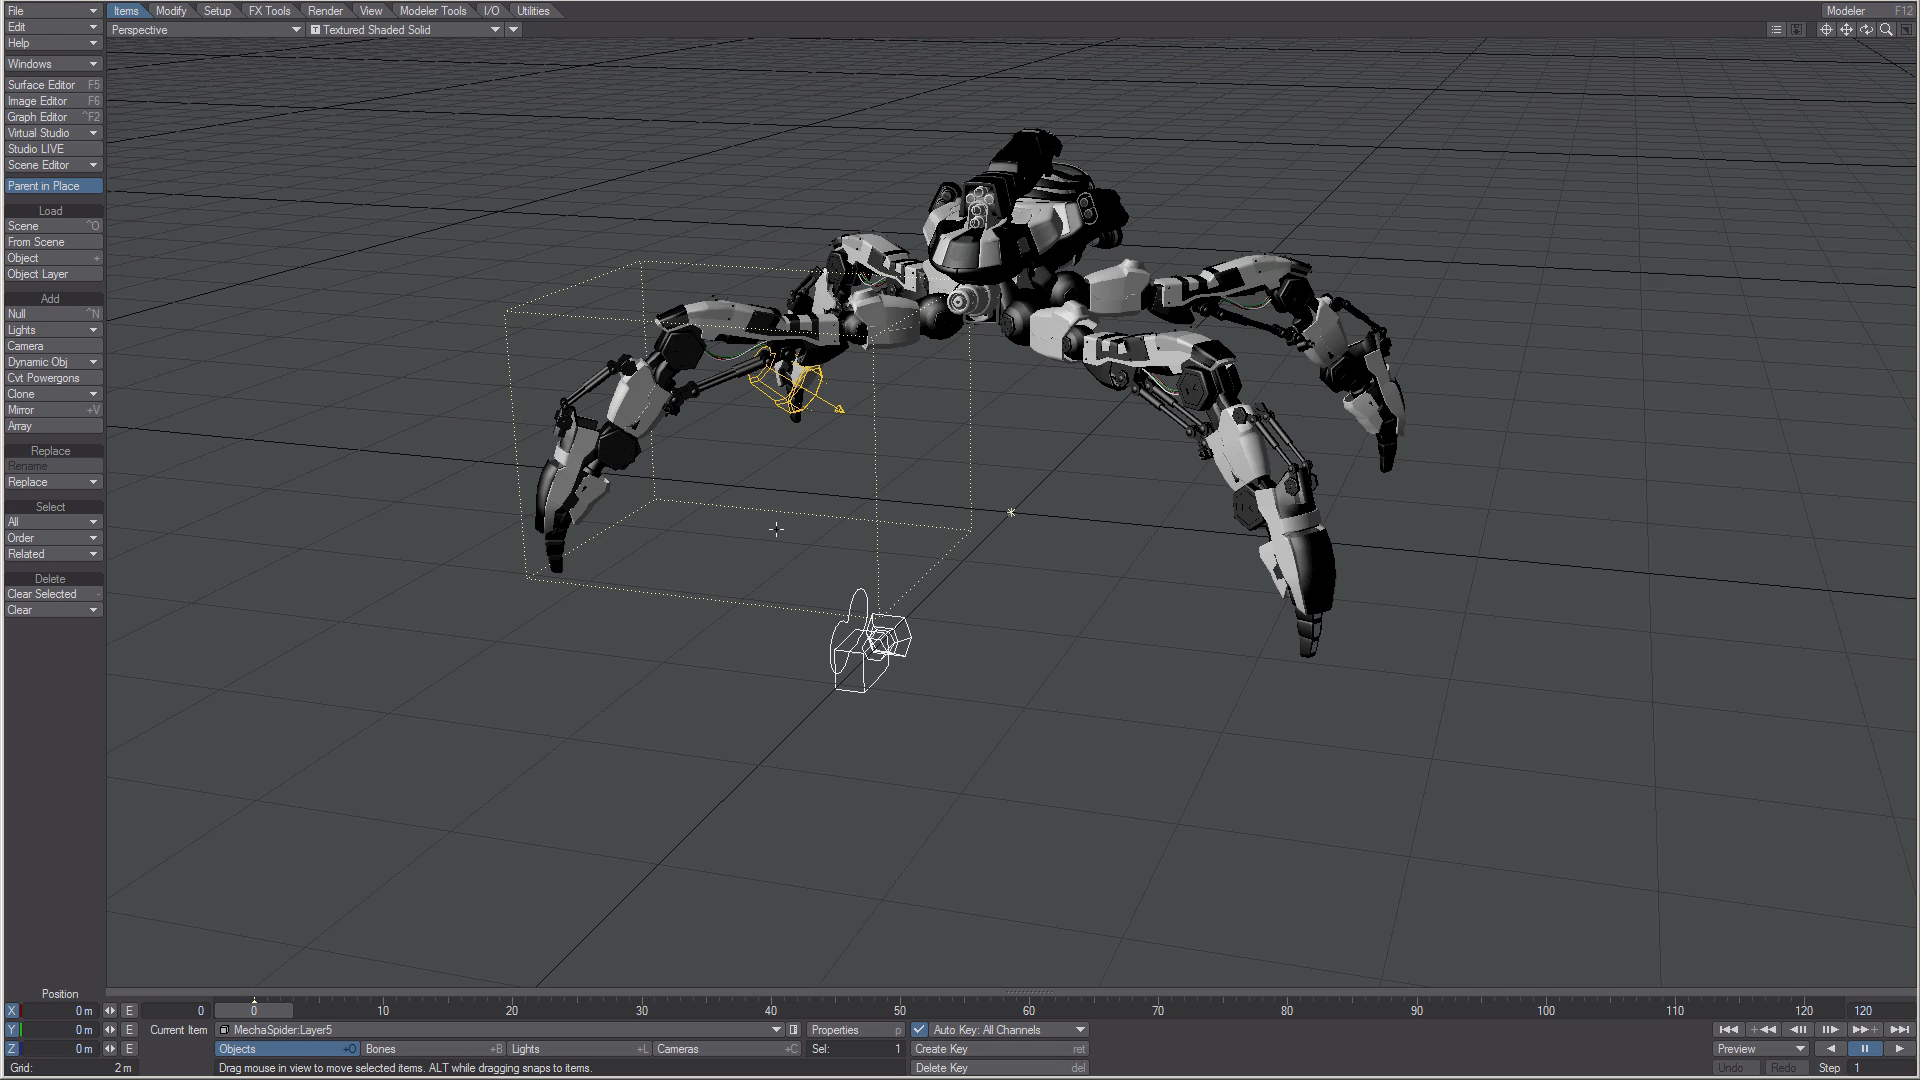 File
Edit
Help
Windows
Surface Editor F5
Image Editor F6
Graph Editor ^F2
Virtual Studio
Studio LIVE
Scene Editor
Parent in Place
Load
Scene ^O
From Scene
Object +
Object Layer
Add
Null ^N
Lights
Camera
Dynamic Obj
Cvt Powergons
Clone
Mirror +V
Array
Replace
Rename
Replace
Select
All
Order
Related
Delete
Clear Selected -
Clear
Items Modify Setup FX Tools Render View Modeler Tools I/O Utilities
Modeler F12
Perspective
T Textured Shaded Solid
Position
X 0 m E
Y 0 m E
Z 0 m E
Grid: 2 m
0 0 10 20 30 40 50 60 70 80 90 100 110 120 120
Current Item MechaSpider:Layer5
Properties p
Auto Key: All Channels
Objects +O Bones +B Lights +L Cameras +C
Sel: 1
Create Key ret
Preview
Drag mouse in view to move selected items. ALT while dragging snaps to items.
Delete Key del
Undo Redo Step 1